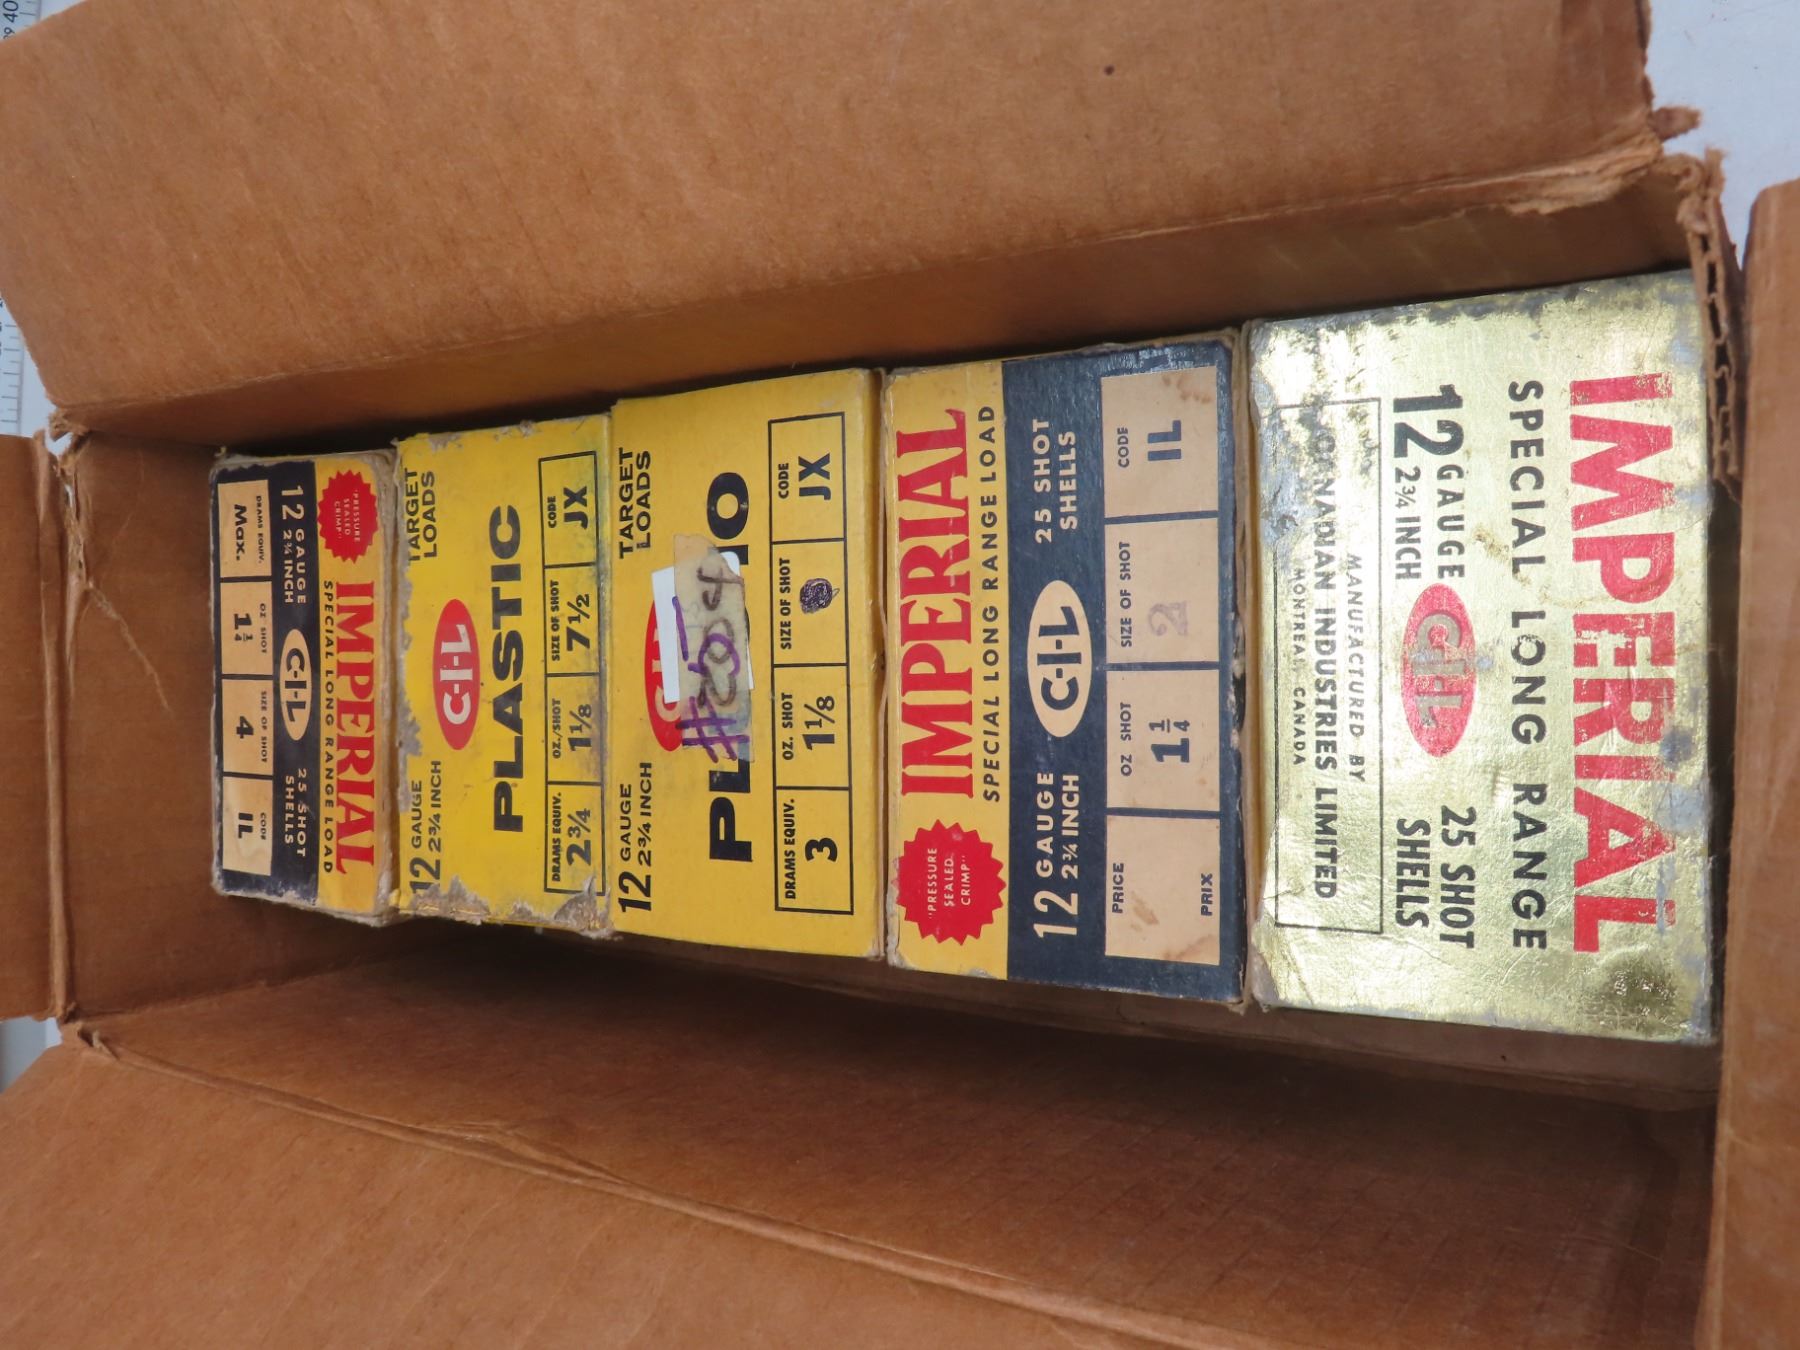 IMPERIAL
SPECIAL LONG RANGE LOAD
"PRESSURE
SEALED
CRIMP"
12 GAUGE
2¾ INCH
C-I-L
25 SHOT
SHELLS
DRAMS EQUIV.
OZ SHOT
SIZE OF SHOT
CODE
Max.
1¼
4
IL
TARGET
LOADS
C-I-L
12 GAUGE
2¾ INCH
PLASTIC
DRAMS EQUIV.
OZ./SHOT
SIZE OF SHOT
CODE
2¾
1⅛
7½
JX
TARGET
LOADS
12 GAUGE
2¾ INCH
DRAMS EQUIV.
OZ. SHOT
SIZE OF SHOT
CODE
3
1⅛
JX
IMPERIAL
SPECIAL LONG RANGE LOAD
"PRESSURE
SEALED
CRIMP"
12 GAUGE
2¾ INCH
C-I-L
25 SHOT
SHELLS
PRICE
OZ SHOT
SIZE OF SHOT
CODE
1¼
2
IL
PRIX
IMPERIAL
SPECIAL LONG RANGE
12 GAUGE
2¾ INCH
C-I-L
25 SHOT
SHELLS
MANUFACTURED BY
CANADIAN INDUSTRIES LIMITED
MONTREAL CANADA